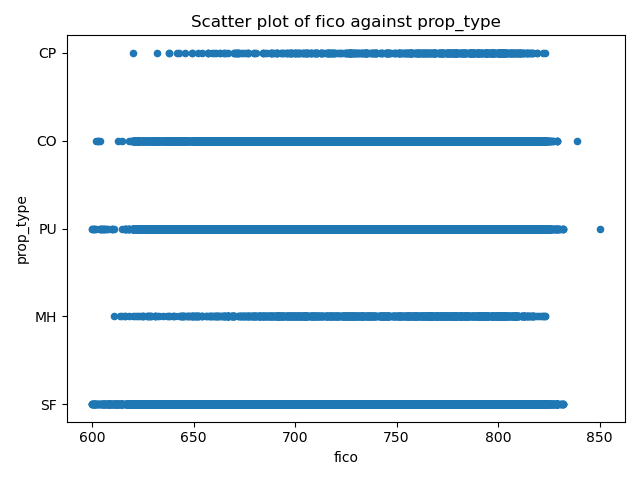 Scatter plot of fico against prop_type
CP
CO
PU
MH
SF
prop_type
600 650 700 750 800 850
fico